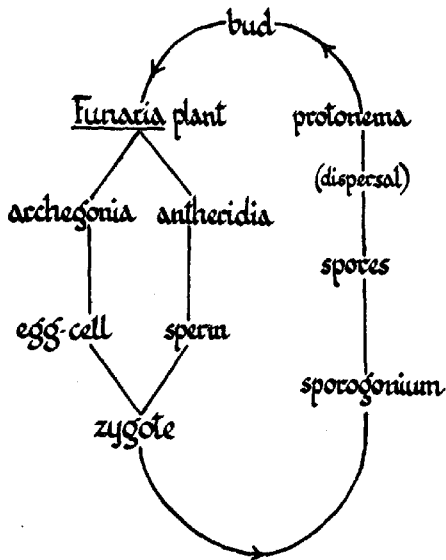 bud
Funaria plant
protonema
(dispersal)
archegonia
antheridia
spores
egg-cell
sperm
sporogonium
zygote